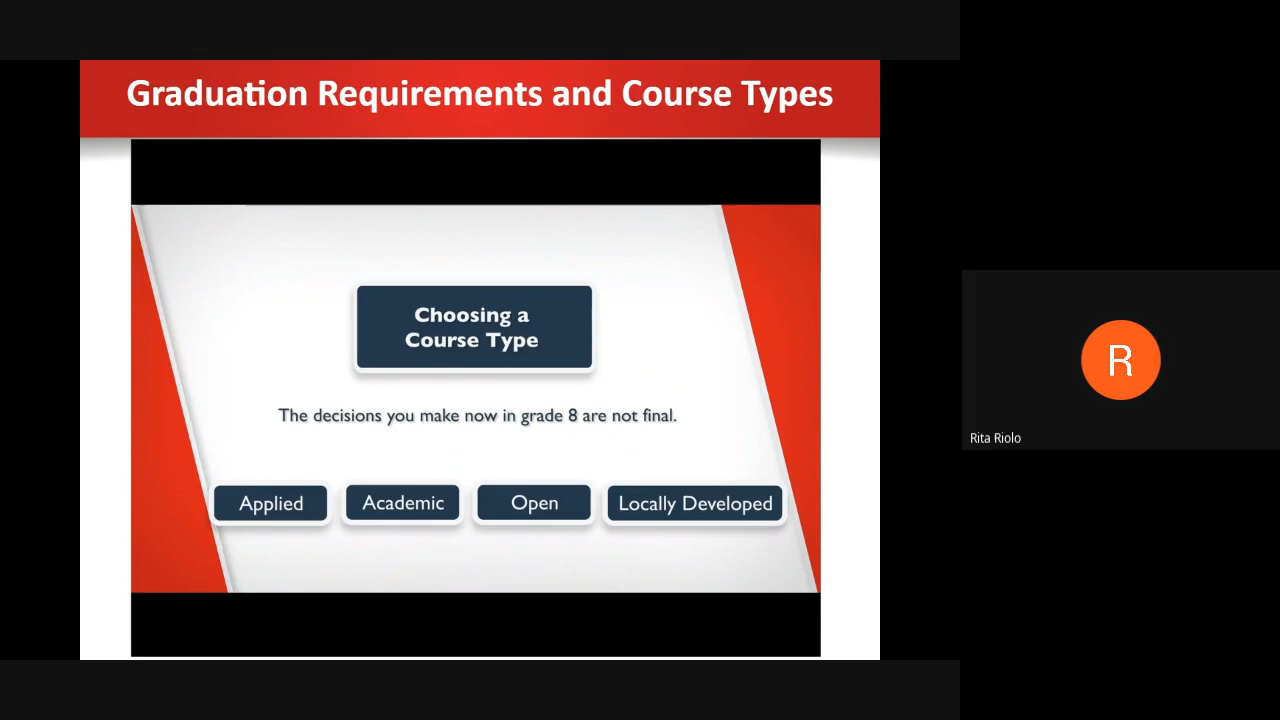 Graduation Requirements and Course Types
Choosing a
Course Type
The decisions you make now in grade 8 are not final.
Applied
Academic
Open
Locally Developed
R
Rita Riolo